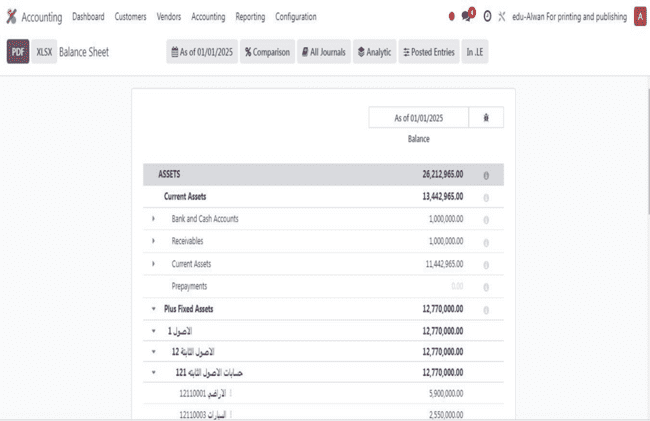 Accounting Dashboard Customers Vendors Accounting Reporting Configuration edu-Alwan For printing and publishing A
PDF XLSX Balance Sheet As of 01/01/2025 Comparison All Journals Analytic Posted Entries In .LE
As of 01/01/2025
Balance
ASSETS 26,212,965.00
Current Assets 13,442,965.00
Bank and Cash Accounts 1,000,000.00
Receivables 1,000,000.00
Current Assets 11,442,965.00
Prepayments 0.00
Plus Fixed Assets 12,770,000.00
1 الاصول 12,770,000.00
12 الاصول الثابتة 12,770,000.00
121 حسابات الاصول الثابته 12,770,000.00
12110001 الاراضي 5,900,000.00
12110003 السيارات 2,550,000.00